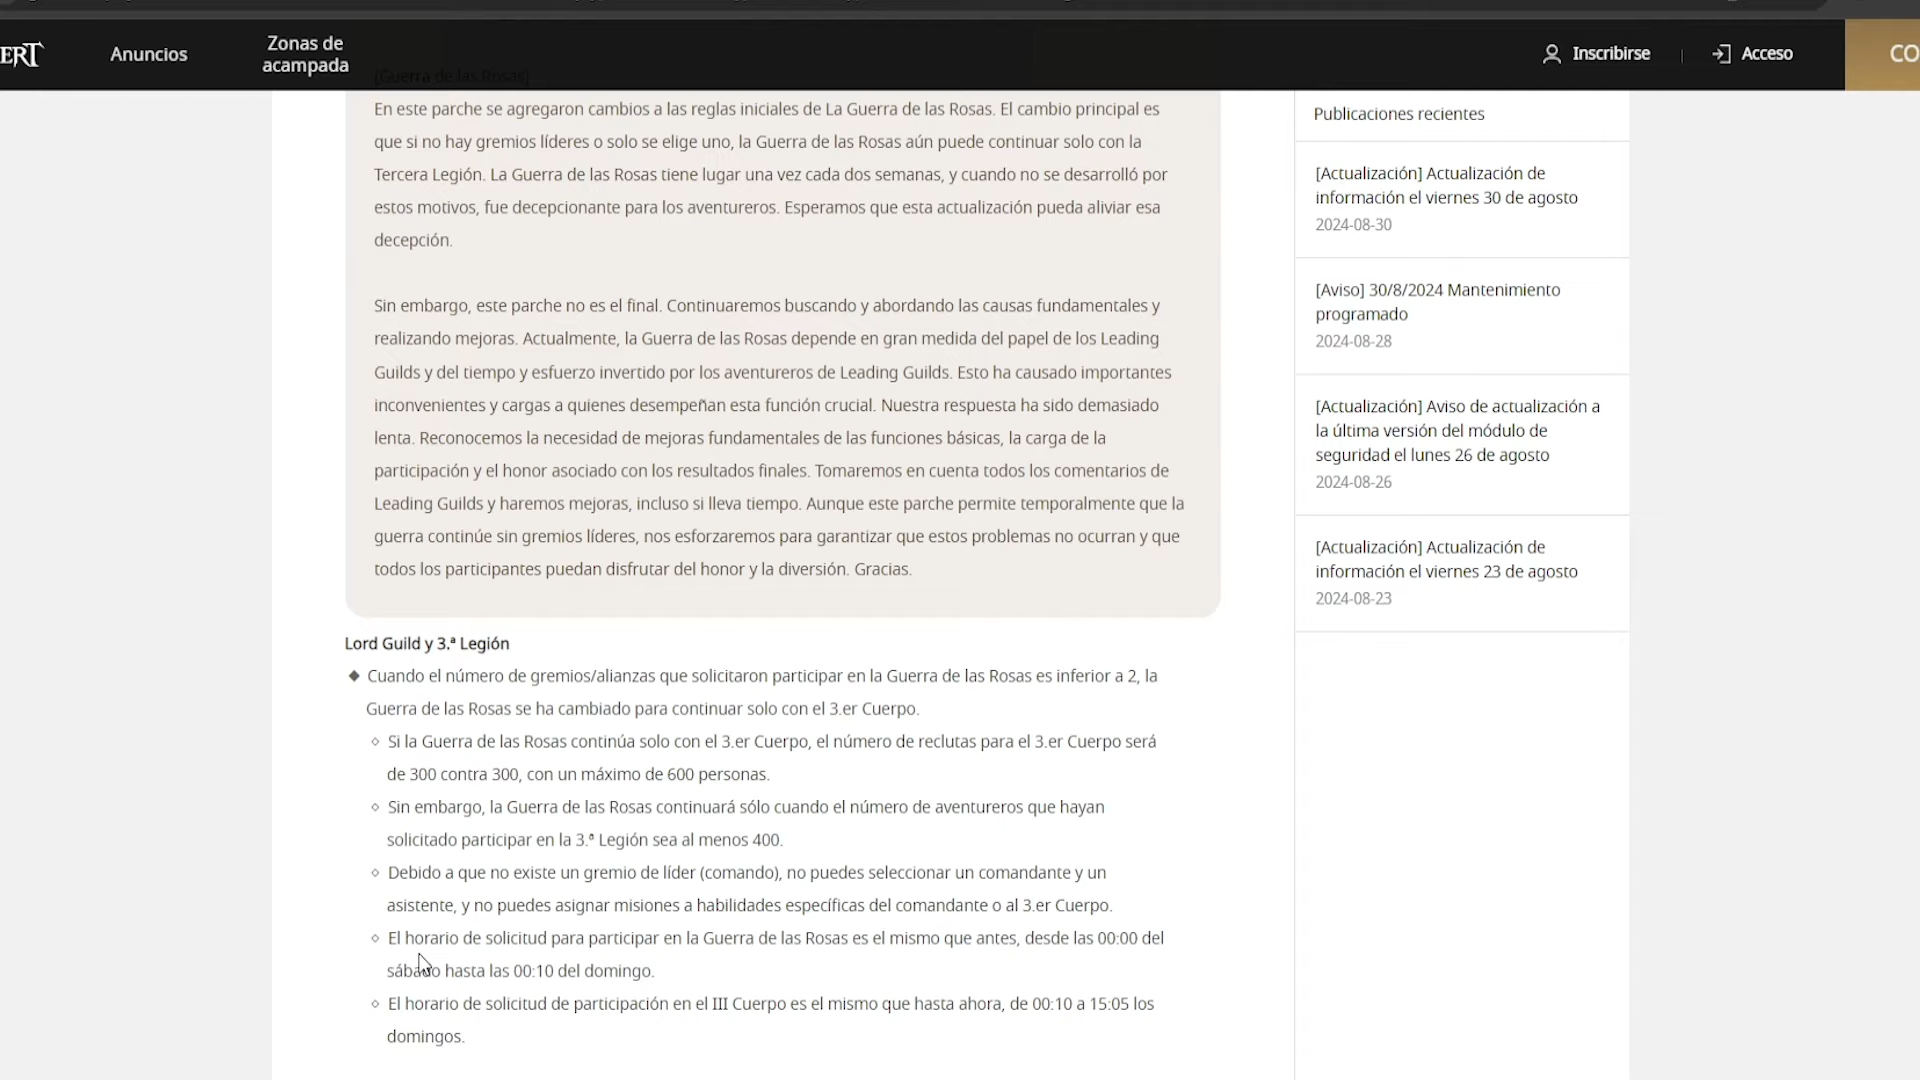 ERT
Anuncios
Zonas de
acampada
Inscribirse
Acceso
CO
[Guerra de las Rosas]
En este parche se agregaron cambios a las reglas iniciales de La Guerra de las Rosas. El cambio principal es
que si no hay gremios líderes o solo se elige uno, la Guerra de las Rosas aún puede continuar solo con la
Tercera Legión. La Guerra de las Rosas tiene lugar una vez cada dos semanas, y cuando no se desarrolló por
estos motivos, fue decepcionante para los aventureros. Esperamos que esta actualización pueda aliviar esa
decepción.
Sin embargo, este parche no es el final. Continuaremos buscando y abordando las causas fundamentales y
realizando mejoras. Actualmente, la Guerra de las Rosas depende en gran medida del papel de los Leading
Guilds y del tiempo y esfuerzo invertido por los aventureros de Leading Guilds. Esto ha causado importantes
inconvenientes y cargas a quienes desempeñan esta función crucial. Nuestra respuesta ha sido demasiado
lenta. Reconocemos la necesidad de mejoras fundamentales de las funciones básicas, la carga de la
participación y el honor asociado con los resultados finales. Tomaremos en cuenta todos los comentarios de
Leading Guilds y haremos mejoras, incluso si lleva tiempo. Aunque este parche permite temporalmente que la
guerra continúe sin gremios líderes, nos esforzaremos para garantizar que estos problemas no ocurran y que
todos los participantes puedan disfrutar del honor y la diversión. Gracias.
Lord Guild y 3.ª Legión
Cuando el número de gremios/alianzas que solicitaron participar en la Guerra de las Rosas es inferior a 2, la
Guerra de las Rosas se ha cambiado para continuar solo con el 3.er Cuerpo.
Si la Guerra de las Rosas continúa solo con el 3.er Cuerpo, el número de reclutas para el 3.er Cuerpo será
de 300 contra 300, con un máximo de 600 personas.
Sin embargo, la Guerra de las Rosas continuará sólo cuando el número de aventureros que hayan
solicitado participar en la 3.ª Legión sea al menos 400.
Debido a que no existe un gremio de líder (comando), no puedes seleccionar un comandante y un
asistente, y no puedes asignar misiones a habilidades específicas del comandante o al 3.er Cuerpo.
El horario de solicitud para participar en la Guerra de las Rosas es el mismo que antes, desde las 00:00 del
sábado hasta las 00:10 del domingo.
El horario de solicitud de participación en el III Cuerpo es el mismo que hasta ahora, de 00:10 a 15:05 los
domingos.
Publicaciones recientes
[Actualización] Actualización de
información el viernes 30 de agosto
2024-08-30
[Aviso] 30/8/2024 Mantenimiento
programado
2024-08-28
[Actualización] Aviso de actualización a
la última versión del módulo de
seguridad el lunes 26 de agosto
2024-08-26
[Actualización] Actualización de
información el viernes 23 de agosto
2024-08-23